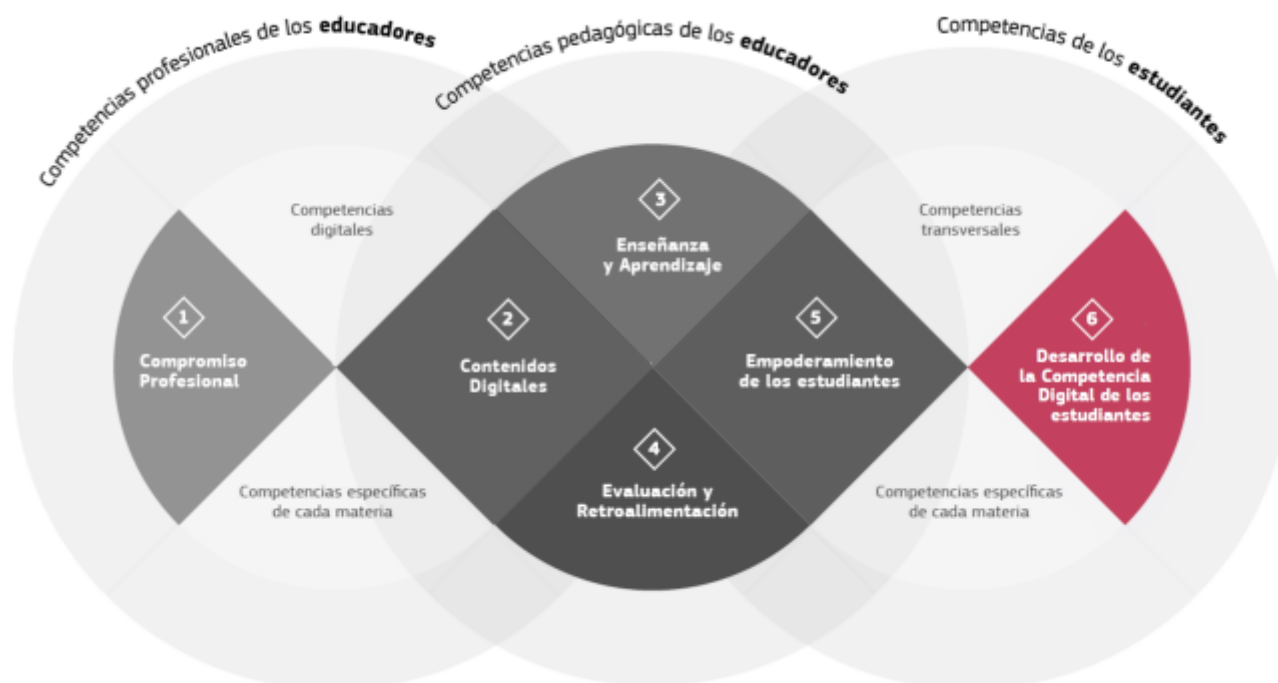 Competencias profesionales de los educadores
Competencias pedagógicas de los educadores
Competencias de los estudiantes
Competencias
digitales
1
Compromiso
Profesional
Competencias específicas
de cada materia
2
Contenidos
Digitales
3
Enseñanza
y Aprendizaje
4
Evaluación y
Retroalimentación
5
Empoderamiento
de los estudiantes
Competencias
transversales
Competencias específicas
de cada materia
6
Desarrollo de
la Competencia
Digital de los
estudiantes